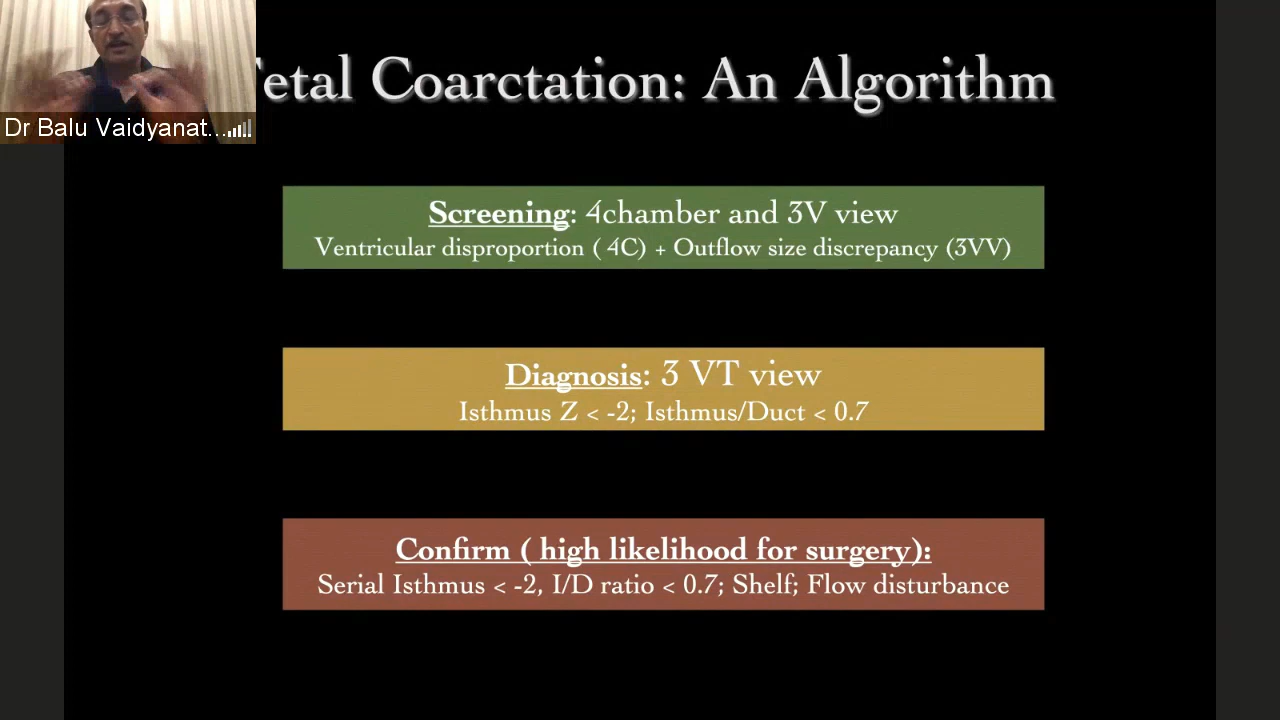 Fetal Coarctation: An Algorithm
Dr Balu Vaidyanat...
Screening: 4chamber and 3V view
Ventricular disproportion ( 4C) + Outflow size discrepancy (3VV)
Diagnosis: 3 VT view
Isthmus Z < -2; Isthmus/Duct < 0.7
Confirm ( high likelihood for surgery):
Serial Isthmus < -2, I/D ratio < 0.7; Shelf; Flow disturbance